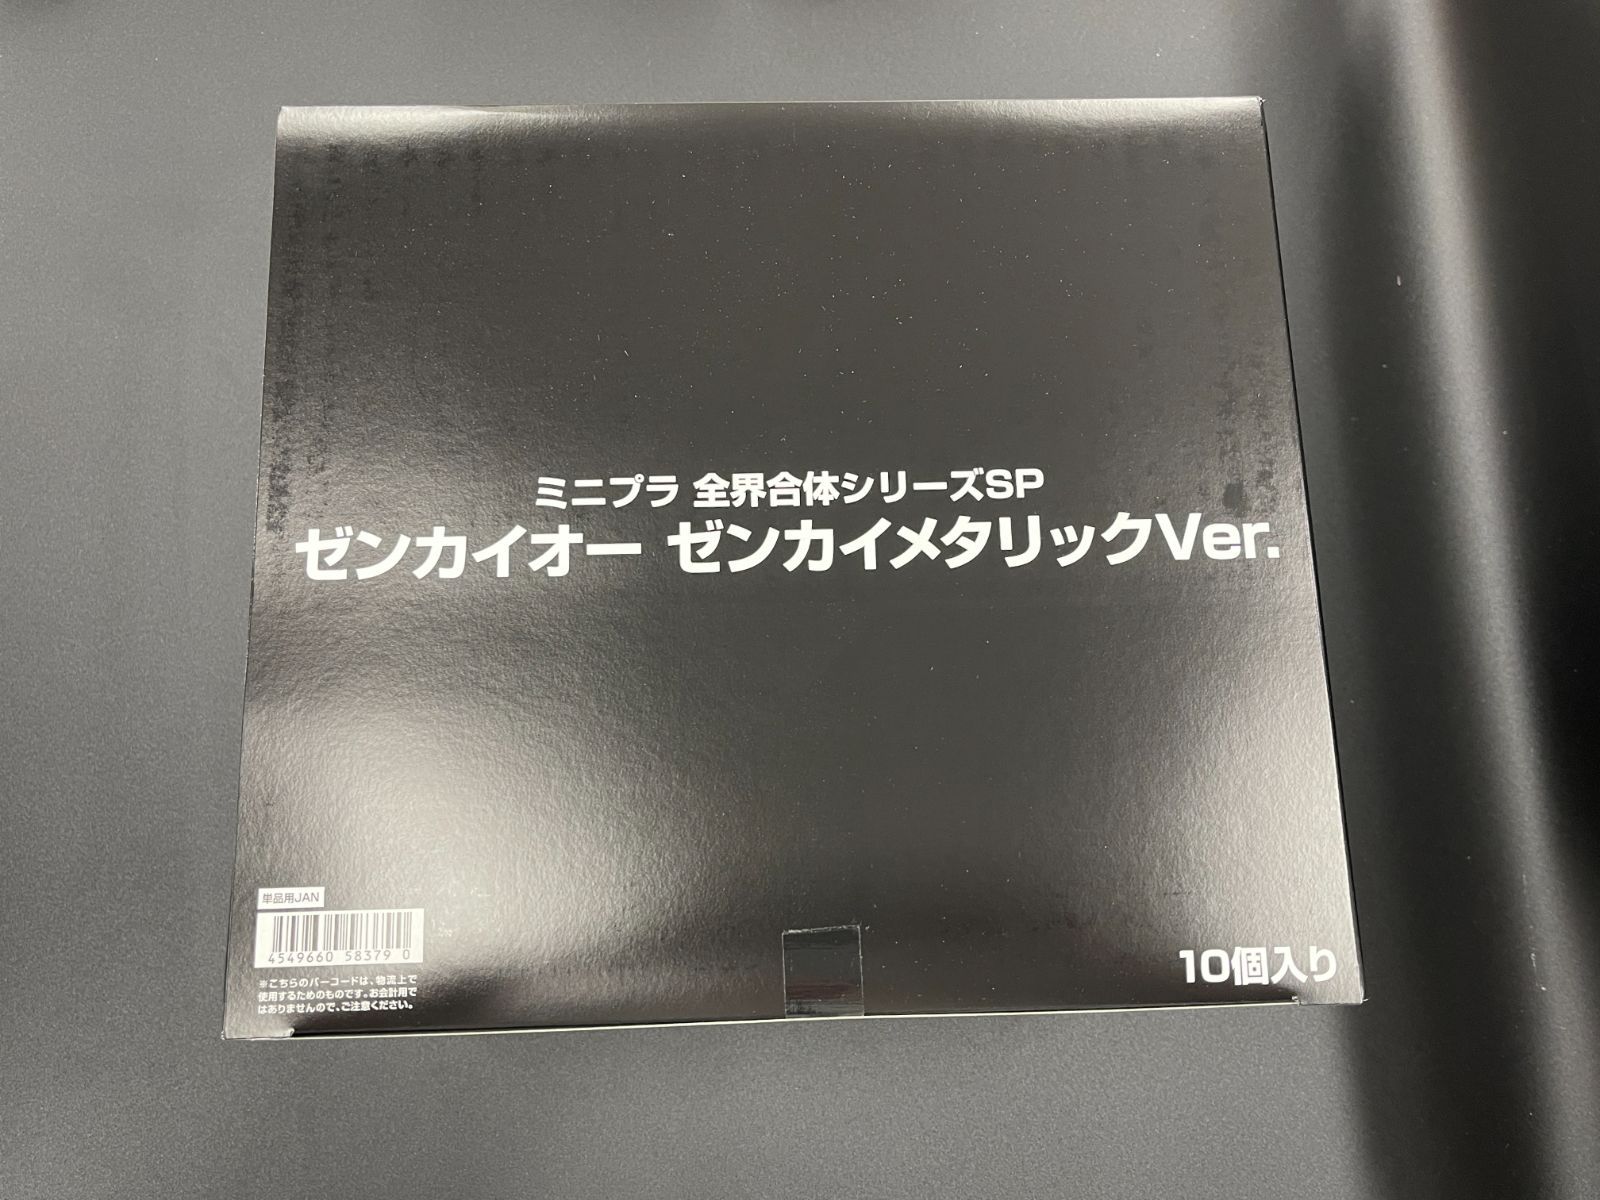 ミニプラ 全界合体シリーズSP
ゼンカイオー ゼンカイメタリックVer.
単品用JAN
4549660 58379 0
※こちらのバーコードは、物流上で
使用するためのものです。お会計用で
はありませんので、ご注意ください。
10個入り